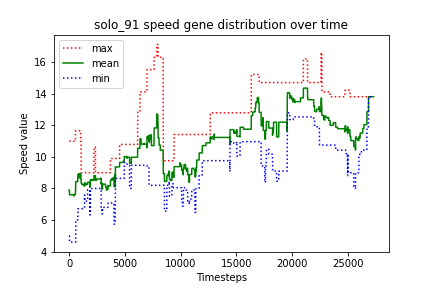 solo_91 speed gene distribution over time
max
mean
min
Speed value
16
14
12
10
8
6
4
0
5000
10000
15000
20000
25000
Timesteps